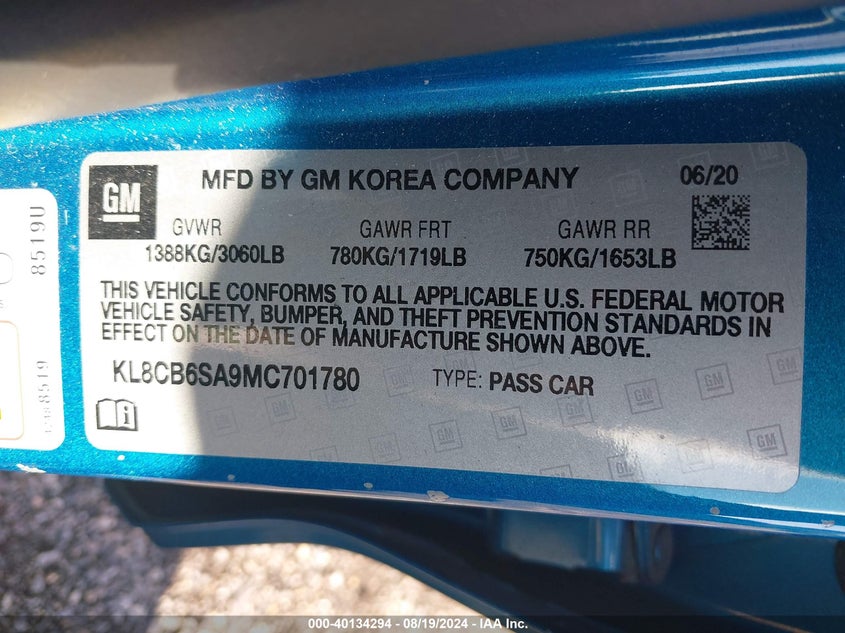 GM
MFD BY GM KOREA COMPANY 06/20
GVWR GAWR FRT GAWR RR
1388KG/3060LB 780KG/1719LB 750KG/1653LB
THIS VEHICLE CONFORMS TO ALL APPLICABLE U.S. FEDERAL MOTOR
VEHICLE SAFETY, BUMPER, AND THEFT PREVENTION STANDARDS IN
EFFECT ON THE DATE OF MANUFACTURE SHOWN ABOVE.
KL8CB6SA9MC701780 TYPE: PASS CAR
8519U
8519
000-40134294 - 08/19/2024 - IAA Inc.